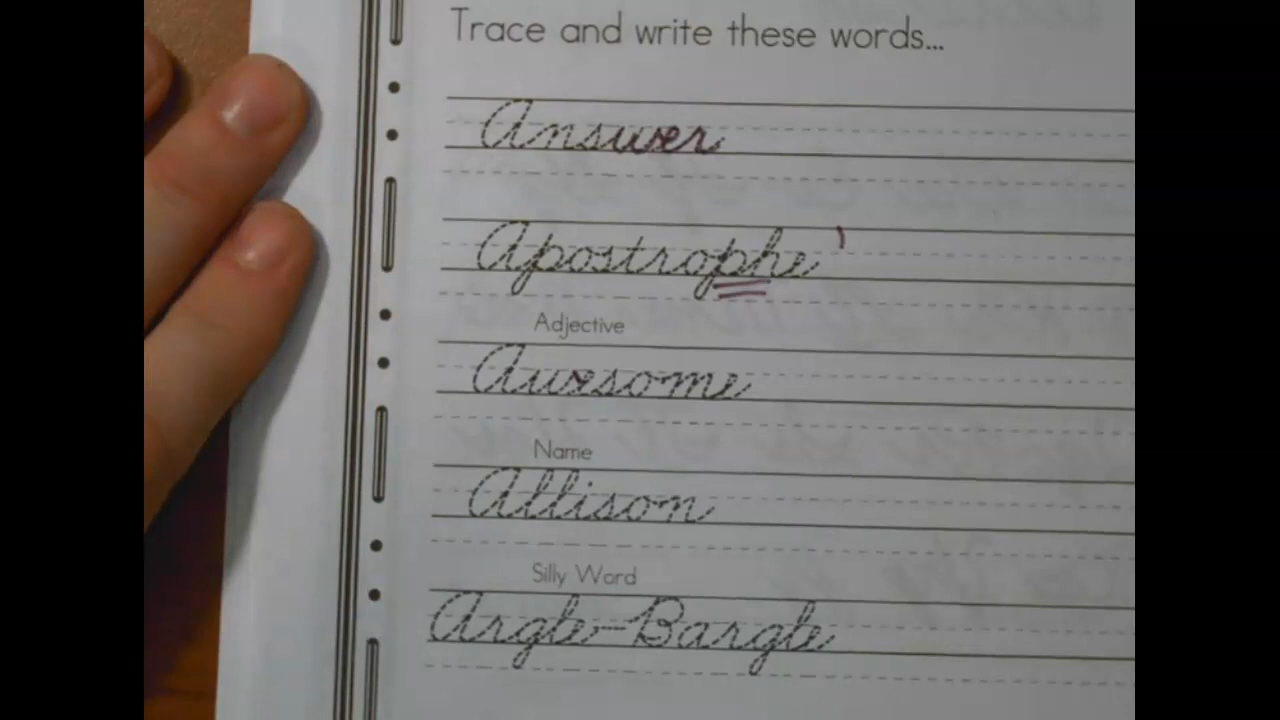 Trace and write these words...
Answer
Apostrophe '
Adjective
Awesome
Name
Allison
Silly Word
Argle-Bargle